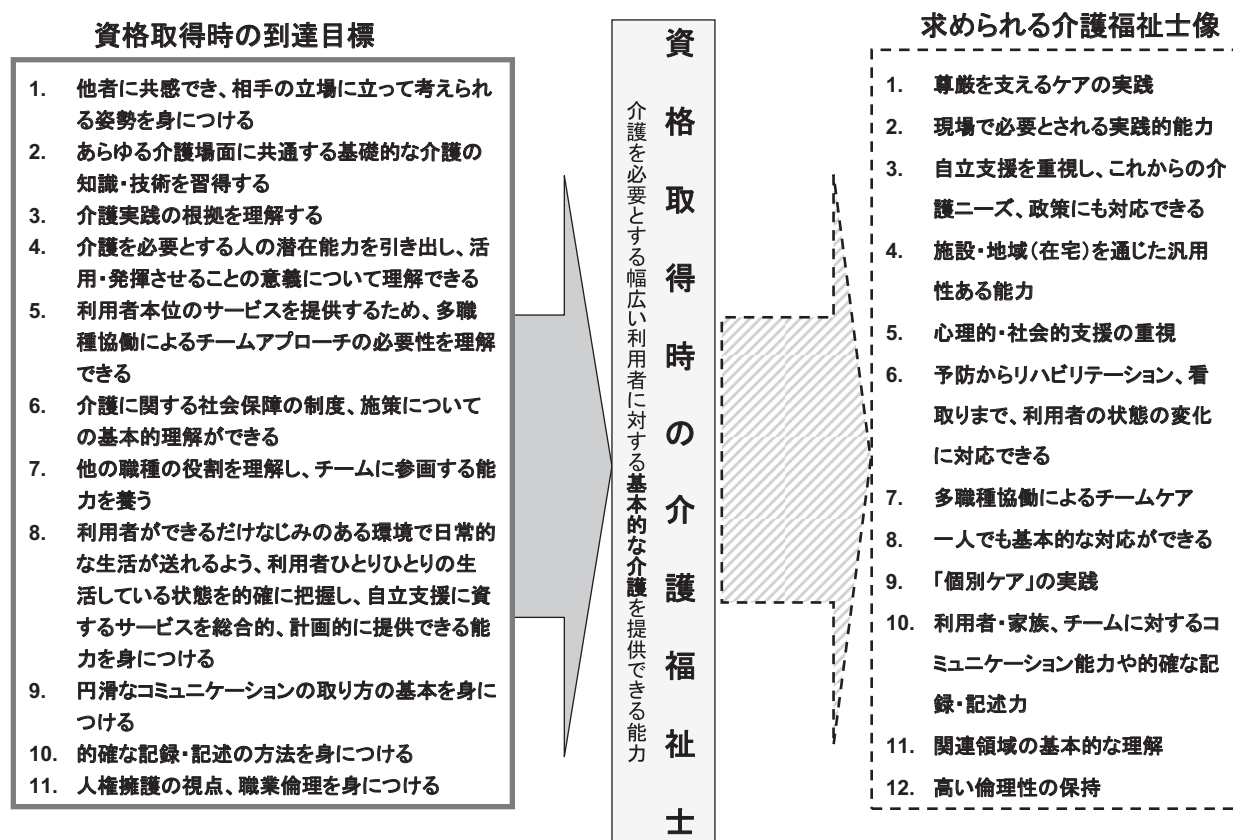 資格取得時の到達目標
1. 他者に共感でき、相手の立場に立って考えられ
る姿勢を身につける
2. あらゆる介護場面に共通する基礎的な介護の
知識・技術を習得する
3. 介護実践の根拠を理解する
4. 介護を必要とする人の潜在能力を引き出し、活
用・発揮させることの意義について理解できる
5. 利用者本位のサービスを提供するため、多職
種協働によるチームアプローチの必要性を理解
できる
6. 介護に関する社会保障の制度、施策について
の基本的理解ができる
7. 他の職種の役割を理解し、チームに参画する能
力を養う
8. 利用者ができるだけなじみのある環境で日常的
な生活が送れるよう、利用者ひとりひとりの生
活している状態を的確に把握し、自立支援に資
するサービスを総合的、計画的に提供できる能
力を身につける
9. 円滑なコミュニケーションの取り方の基本を身に
つける
10. 的確な記録・記述の方法を身につける
11. 人権擁護の視点、職業倫理を身につける
資格取得時の介護福祉士
介護を必要とする幅広い利用者に対する基本的な介護を提供できる能力
求められる介護福祉士像
1. 尊厳を支えるケアの実践
2. 現場で必要とされる実践的能力
3. 自立支援を重視し、これからの介
護ニーズ、政策にも対応できる
4. 施設・地域(在宅)を通じた汎用
性ある能力
5. 心理的・社会的支援の重視
6. 予防からリハビリテーション、看
取りまで、利用者の状態の変化
に対応できる
7. 多職種協働によるチームケア
8. 一人でも基本的な対応ができる
9. 「個別ケア」の実践
10. 利用者・家族、チームに対するコ
ミュニケーション能力や的確な記
録・記述力
11. 関連領域の基本的な理解
12. 高い倫理性の保持